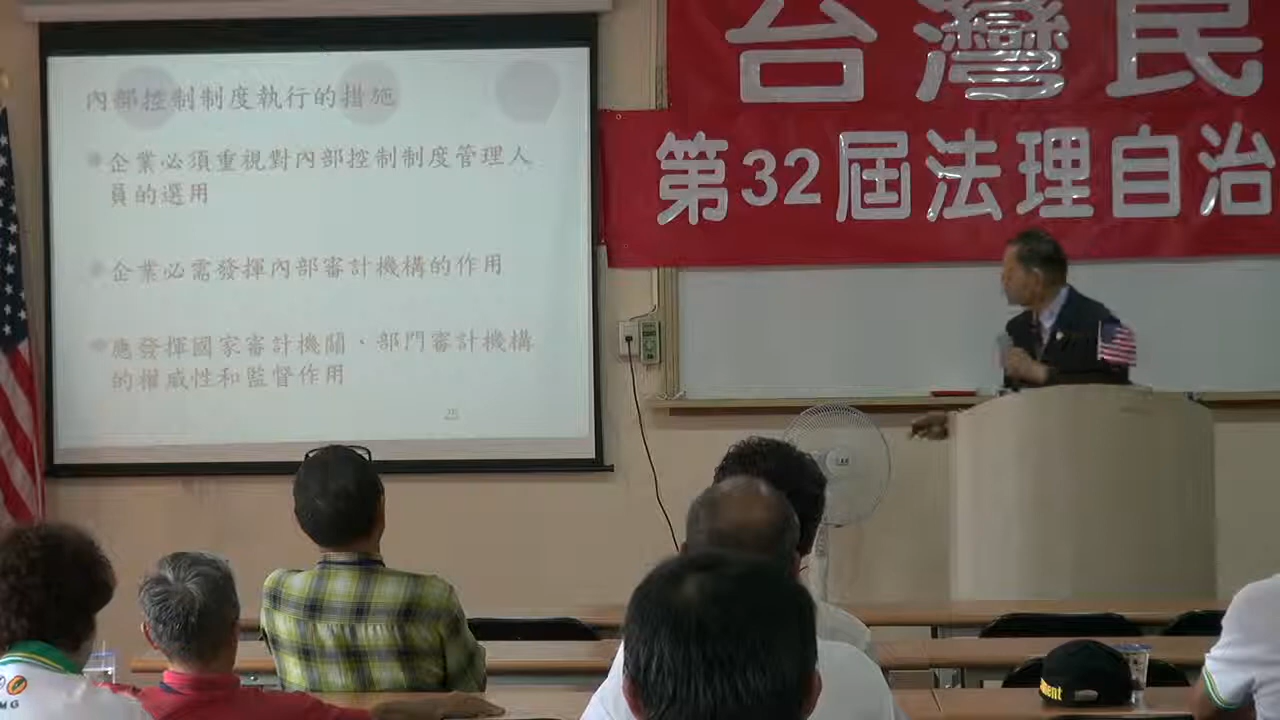 內部控制制度執行的措施
企業必須重視對內部控制制度管理人
員的選用
企業必需發揮內部審計機構的作用
應發揮國家審計機關、部門審計機構
的權威性和監督作用
25
台灣民
第32屆法理自治
MG